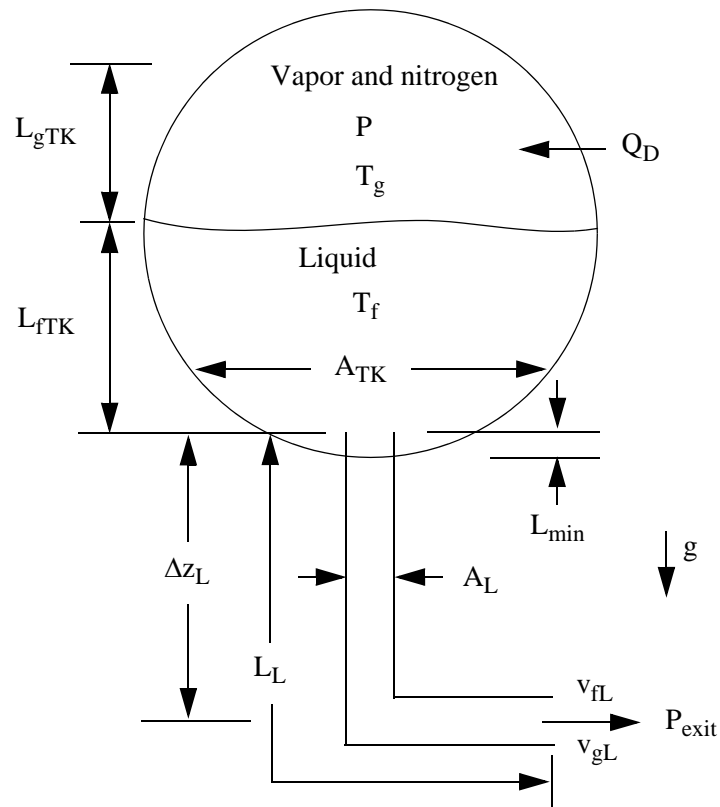 Vapor and nitrogen
P
L_gTK
Q_D
T_g
Liquid
T_f
L_fTK
A_TK
L_min
g
Δz_L
A_L
L_L
v_fL
P_exit
v_gL